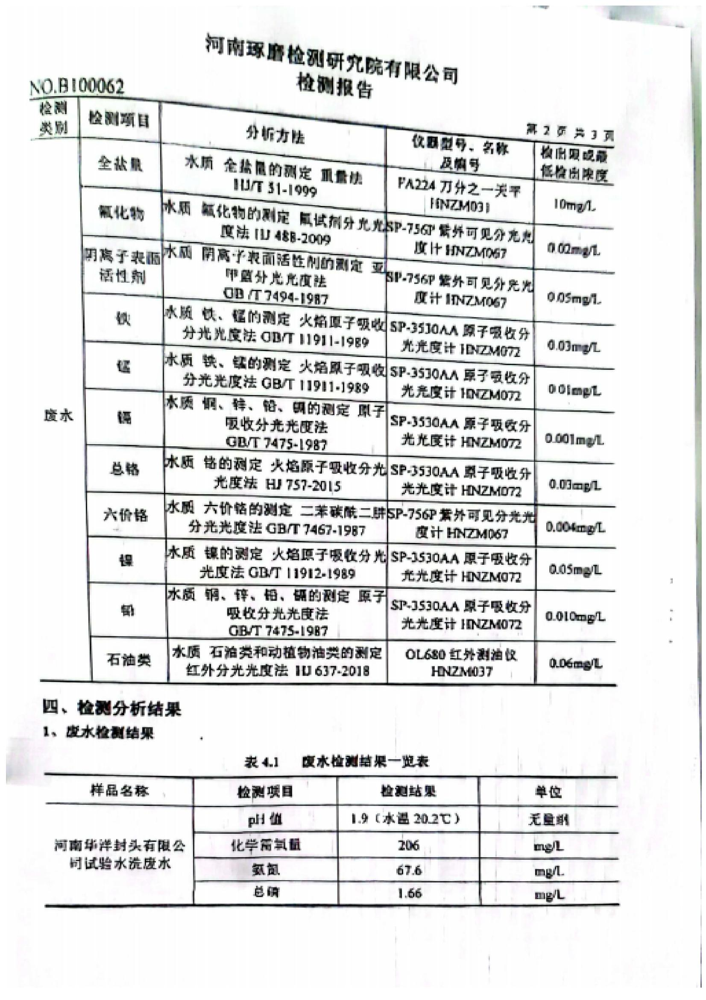 河南琢磨检测研究院有限公司
检测报告
NO.B100062
第 2 页 共 3 页
检测
类别
检测项目
分析方法
仪器型号、名称
及编号
检出限或最
低检出浓度
废水
全盐量
水质 全盐量的测定 重量法
HJ/T 51-1999
FA224 万分之一天平
HNZM031
10mg/L
氟化物
水质 氟化物的测定 氟试剂分光光
度法 HJ 488-2009
SP-756P 紫外可见分光光
度计 HNZM067
0.02mg/L
阴离子表面
活性剂
水质 阴离子表面活性剂的测定 亚
甲蓝分光光度法
GB /T 7494-1987
SP-756P 紫外可见分光光
度计 HNZM067
0.05mg/L
铁
水质 铁、锰的测定 火焰原子吸收
分光光度法 GB/T 11911-1989
SP-3530AA 原子吸收分
光光度计 HNZM072
0.03mg/L
锰
水质 铁、锰的测定 火焰原子吸收
分光光度法 GB/T 11911-1989
SP-3530AA 原子吸收分
光光度计 HNZM072
0.01mg/L
镉
水质 铜、锌、铅、镉的测定 原子
吸收分光光度法
GB/T 7475-1987
SP-3530AA 原子吸收分
光光度计 HNZM072
0.001mg/L
总铬
水质 铬的测定 火焰原子吸收分光
光度法 HJ 757-2015
SP-3530AA 原子吸收分
光光度计 HNZM072
0.03mg/L
六价铬
水质 六价铬的测定 二苯碳酰二肼
分光光度法 GB/T 7467-1987
SP-756P 紫外可见分光光
度计 HNZM067
0.004mg/L
镍
水质 镍的测定 火焰原子吸收分光
光度法 GB/T 11912-1989
SP-3530AA 原子吸收分
光光度计 HNZM072
0.05mg/L
铅
水质 铜、锌、铅、镉的测定 原子
吸收分光光度法
GB/T 7475-1987
SP-3530AA 原子吸收分
光光度计 HNZM072
0.010mg/L
石油类
水质 石油类和动植物油类的测定
红外分光光度法 HJ 637-2018
OL680 红外测油仪
HNZM037
0.06mg/L
四、检测分析结果
1、废水检测结果
表 4.1 废水检测结果一览表
样品名称 检测项目 检测结果 单位
河南华洋封头有限公
司试验水洗废水
pH 值 1.9（水温 20.2℃） 无量纲
化学需氧量 206 mg/L
氨氮 67.6 mg/L
总磷 1.66 mg/L